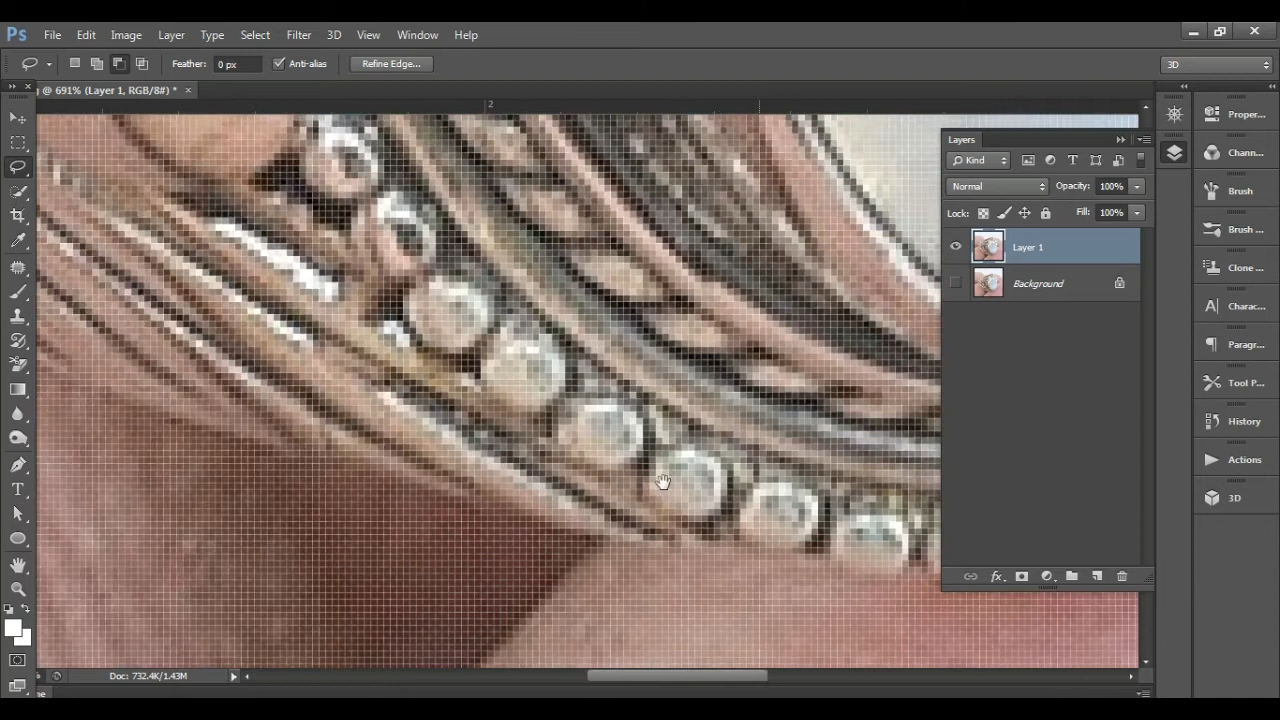 Ps File Edit Image Layer Type Select Filter 3D View Window Help
Feather: 0 px Anti-alias Refine Edge... 3D
g @ 691% (Layer 1, RGB/8#) * ×
2
Layers
Kind
Normal Opacity: 100%
Lock: Fill: 100%
Layer 1
Background
Proper...
Chann...
Brush
Brush ...
Clone ...
Charac...
Paragr...
Tool P...
History
Actions
3D
Doc: 732.4K/1.43M